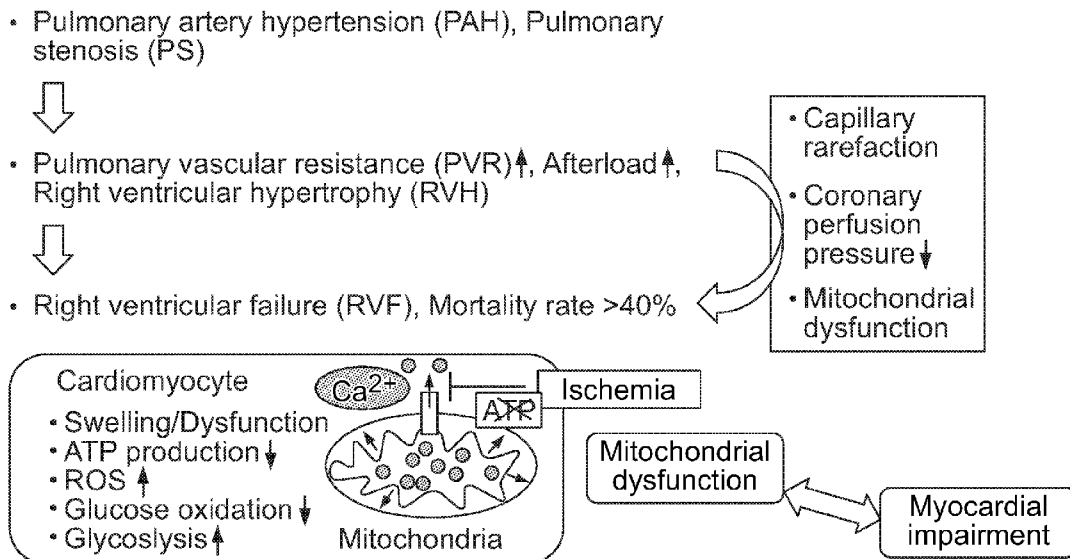 • Pulmonary artery hypertension (PAH), Pulmonary
stenosis (PS)
• Pulmonary vascular resistance (PVR)↑, Afterload↑,
Right ventricular hypertrophy (RVH)
• Right ventricular failure (RVF), Mortality rate >40%
• Capillary
rarefaction
• Coronary
perfusion
pressure↓
• Mitochondrial
dysfunction
Cardiomyocyte
• Swelling/Dysfunction
• ATP production↓
• ROS ↑
• Glucose oxidation↓
• Glycoslysis↑
Ca2+
ATP
Ischemia
Mitochondria
Mitochondrial
dysfunction
Myocardial
impairment